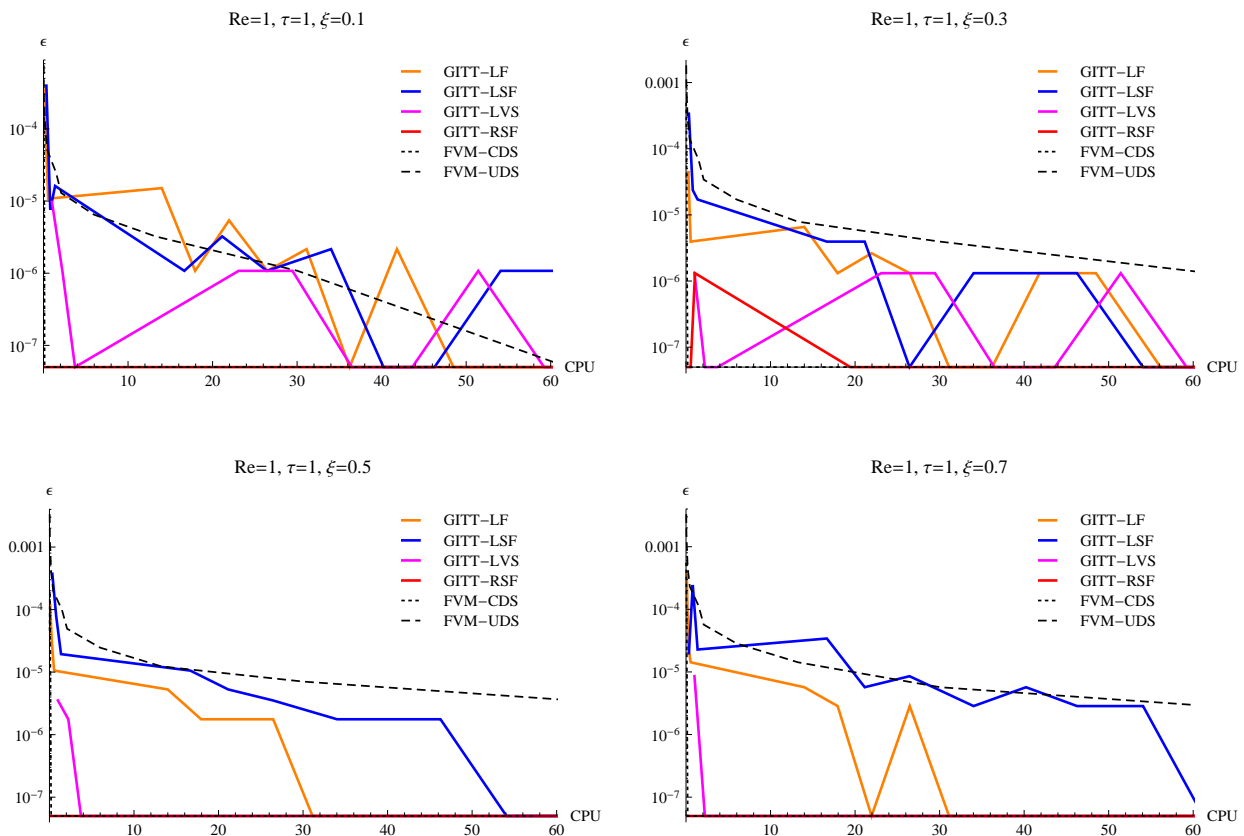 Re=1, τ=1, ξ=0.1
ϵ
GITT−LF
GITT−LSF
GITT−LVS
GITT−RSF
FVM−CDS
FVM−UDS
10⁻⁴
10⁻⁵
10⁻⁶
10⁻⁷
10 20 30 40 50 60
CPU
Re=1, τ=1, ξ=0.3
ϵ
GITT−LF
GITT−LSF
GITT−LVS
GITT−RSF
FVM−CDS
FVM−UDS
0.001
10⁻⁴
10⁻⁵
10⁻⁶
10⁻⁷
10 20 30 40 50 60
CPU
Re=1, τ=1, ξ=0.5
ϵ
GITT−LF
GITT−LSF
GITT−LVS
GITT−RSF
FVM−CDS
FVM−UDS
0.001
10⁻⁴
10⁻⁵
10⁻⁶
10⁻⁷
10 20 30 40 50 60
CPU
Re=1, τ=1, ξ=0.7
ϵ
GITT−LF
GITT−LSF
GITT−LVS
GITT−RSF
FVM−CDS
FVM−UDS
0.001
10⁻⁴
10⁻⁵
10⁻⁶
10⁻⁷
10 20 30 40 50 60
CPU